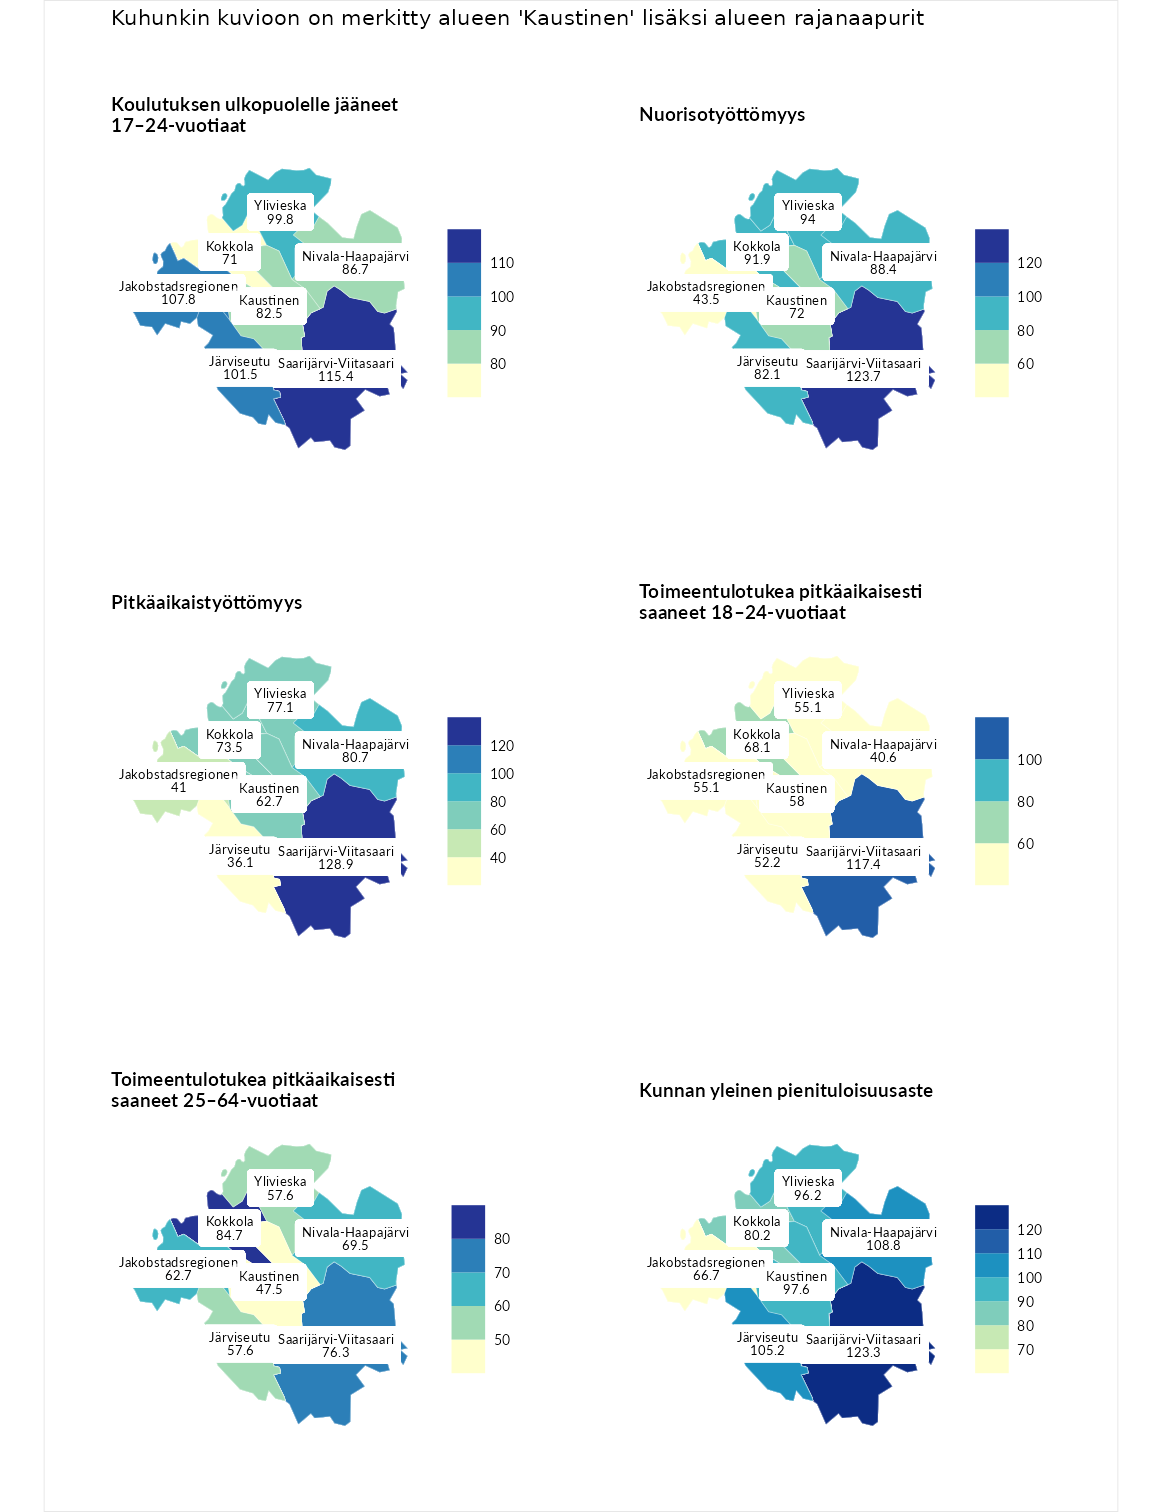 Kuhunkin kuvioon on merkitty alueen 'Kaustinen' lisäksi alueen rajanaapurit
Koulutuksen ulkopuolelle jääneet
17–24-vuotiaat
Ylivieska
99.8
Kokkola
71
Nivala-Haapajärvi
86.7
Jakobstadsregionen
107.8
Kaustinen
82.5
Järviseutu
101.5
Saarijärvi-Viitasaari
115.4
110
100
90
80
Nuorisotyöttömyys
Ylivieska
94
Kokkola
91.9
Nivala-Haapajärvi
88.4
Jakobstadsregionen
43.5
Kaustinen
72
Järviseutu
82.1
Saarijärvi-Viitasaari
123.7
120
100
80
60
Pitkäaikaistyöttömyys
Ylivieska
77.1
Kokkola
73.5
Nivala-Haapajärvi
80.7
Jakobstadsregionen
41
Kaustinen
62.7
Järviseutu
36.1
Saarijärvi-Viitasaari
128.9
120
100
80
60
40
Toimeentulotukea pitkäaikaisesti
saaneet 18–24-vuotiaat
Ylivieska
55.1
Kokkola
68.1
Nivala-Haapajärvi
40.6
Jakobstadsregionen
55.1
Kaustinen
58
Järviseutu
52.2
Saarijärvi-Viitasaari
117.4
100
80
60
Toimeentulotukea pitkäaikaisesti
saaneet 25–64-vuotiaat
Ylivieska
57.6
Kokkola
84.7
Nivala-Haapajärvi
69.5
Jakobstadsregionen
62.7
Kaustinen
47.5
Järviseutu
57.6
Saarijärvi-Viitasaari
76.3
80
70
60
50
Kunnan yleinen pienituloisuusaste
Ylivieska
96.2
Kokkola
80.2
Nivala-Haapajärvi
108.8
Jakobstadsregionen
66.7
Kaustinen
97.6
Järviseutu
105.2
Saarijärvi-Viitasaari
123.3
120
110
100
90
80
70